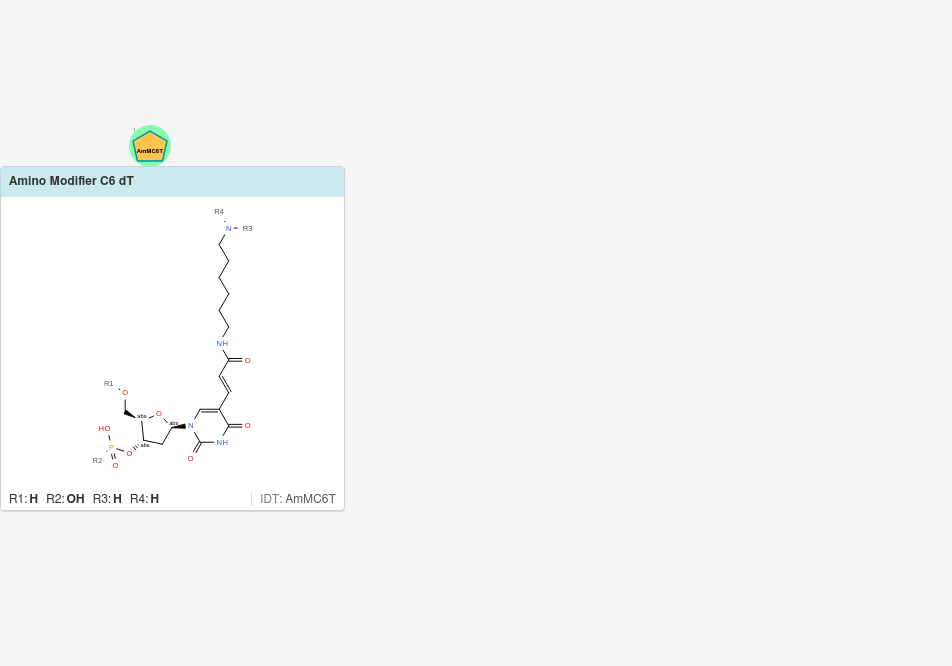 AmMC6T
Amino Modifier C6 dT
R4
N
R3
NH
O
R1
O
abs
O
abs
N
O
HO
abs
NH
P
O
R2
O
O
R1: H R2: OH R3: H R4: H IDT: AmMC6T